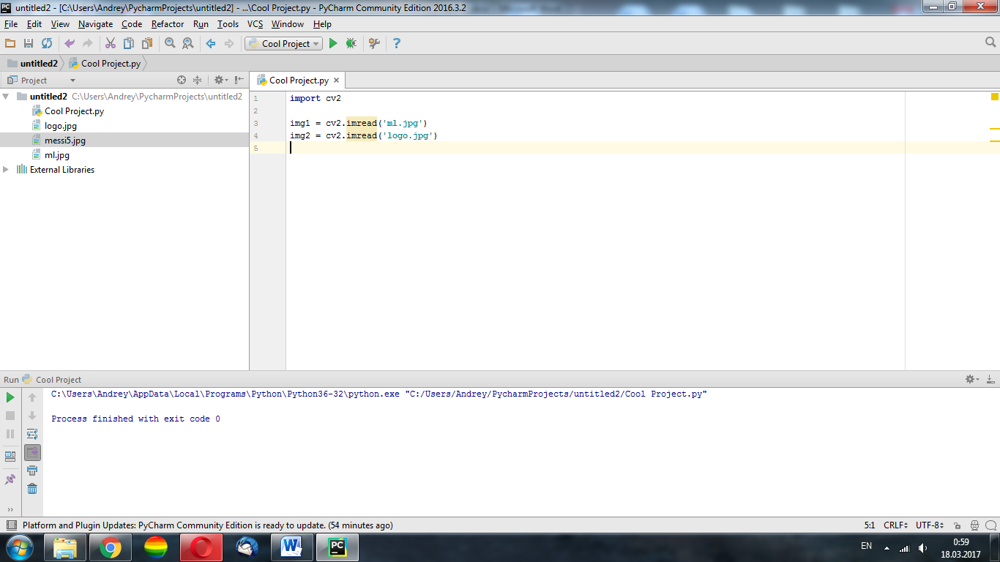 untitled2 - [C:\Users\Andrey\PycharmProjects\untitled2] - ...\Cool Project.py - PyCharm Community Edition 2016.3.2
File Edit View Navigate Code Refactor Run Tools VCS Window Help
Cool Project
untitled2 Cool Project.py
Project
Cool Project.py
untitled2 C:\Users\Andrey\PycharmProjects\untitled2
Cool Project.py
logo.jpg
messi5.jpg
ml.jpg
External Libraries
1 import cv2
2
3 img1 = cv2.imread('ml.jpg')
4 img2 = cv2.imread('logo.jpg')
5
Run Cool Project
C:\Users\Andrey\AppData\Local\Programs\Python\Python36-32\python.exe "C:/Users/Andrey/PycharmProjects/untitled2/Cool Project.py"
Process finished with exit code 0
Platform and Plugin Updates: PyCharm Community Edition is ready to update. (54 minutes ago) 5:1 CRLF UTF-8
PC
EN
0:59
18.03.2017